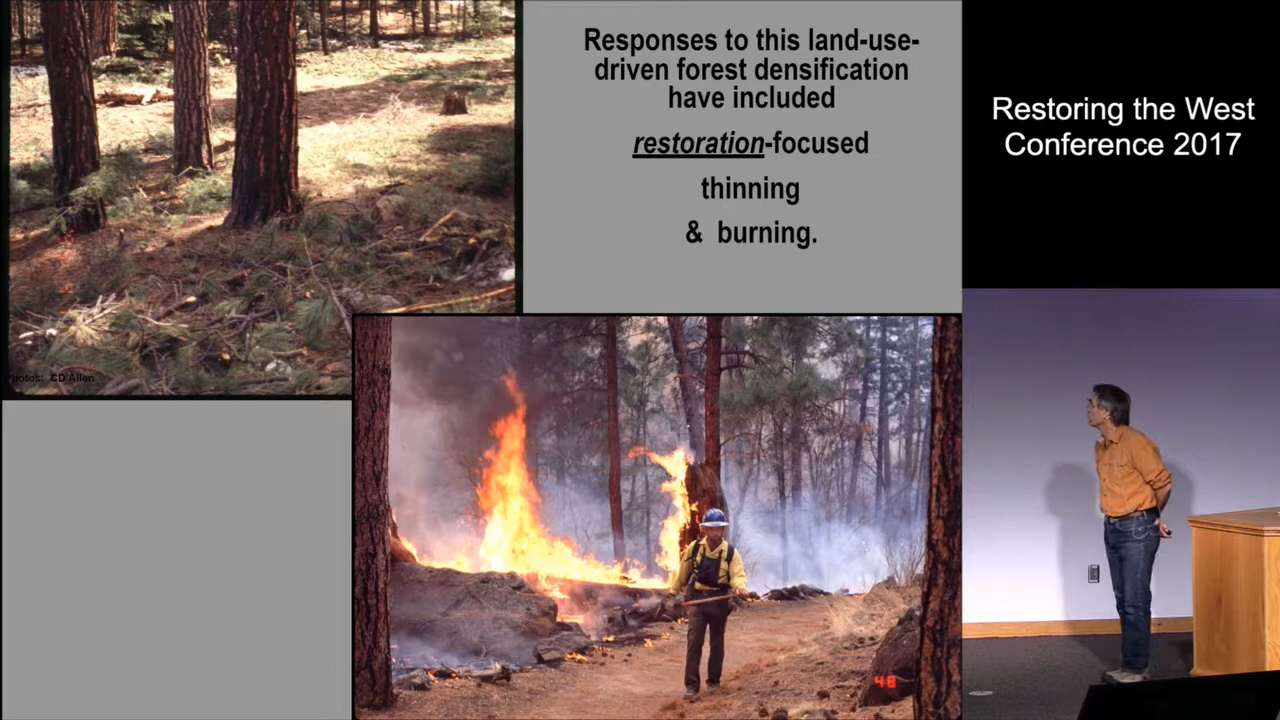 Responses to this land-use-
driven forest densification
have included
restoration-focused
thinning
& burning.
Photos: CD Allen
48
Restoring the West
Conference 2017